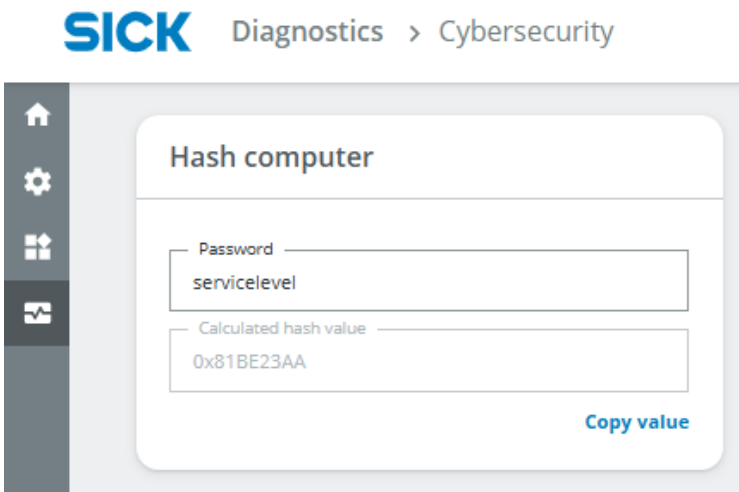 SICK Diagnostics > Cybersecurity
Hash computer
Password
servicelevel
Calculated hash value
0x81BE23AA
Copy value